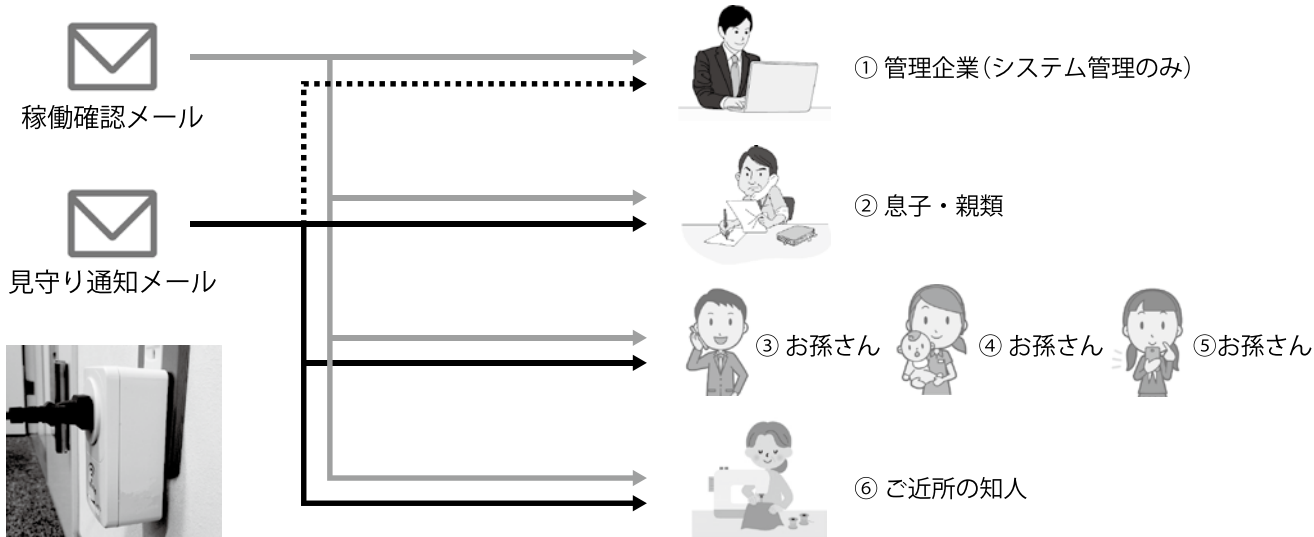 稼働確認メール
見守り通知メール
① 管理企業(システム管理のみ)
② 息子・親類
③ お孫さん
④ お孫さん
⑤お孫さん
⑥ ご近所の知人